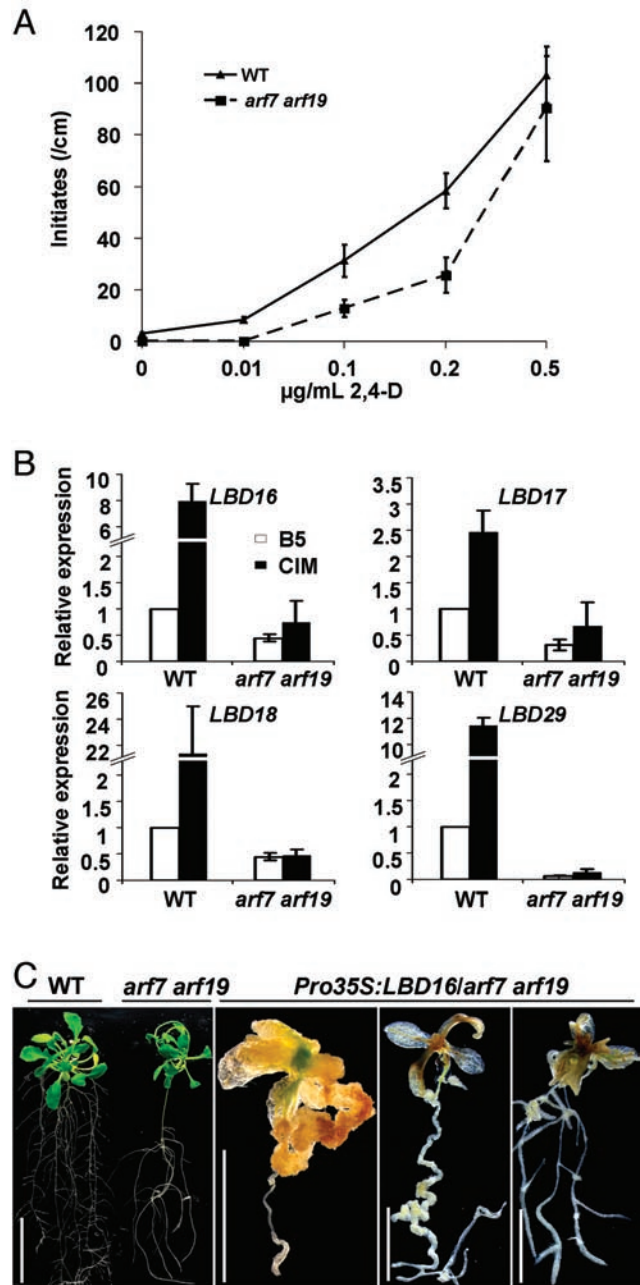 A
WT
arf7 arf19
Initiates (/cm)
120
100
80
60
40
20
0
0 0.01 0.1 0.2 0.5
µg/mL 2,4-D
B
Relative expression
10
8
6
2
1.5
1
0.5
0
LBD16
B5
CIM
WT arf7 arf19
3.5
3
2.5
2
1.5
1
0.5
0
LBD17
WT arf7 arf19
Relative expression
26
24
22
2
1.5
1
0.5
0
LBD18
WT arf7 arf19
14
12
10
2
1.5
1
0.5
0
LBD29
WT arf7 arf19
C
WT arf7 arf19 Pro35S:LBD16/arf7 arf19